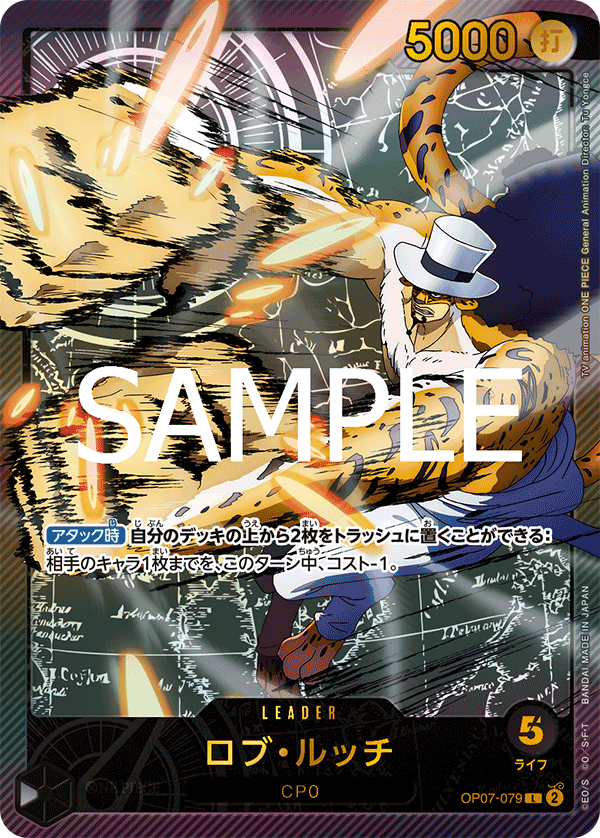 5000 打
TV animation ONE PIECE General Animation Director: Tu Yongce
SAMPLE
アタック時 自分のデッキの上から2枚をトラッシュに置くことができる:
相手のキャラ1枚までを、このターン中、コスト-1。
LEADER
ロブ・ルッチ
CP0
5
ライフ
OP07-079 L 2
©E/O/S ©O/S·F·T BANDAI MADE IN JAPAN
ONE PIECE